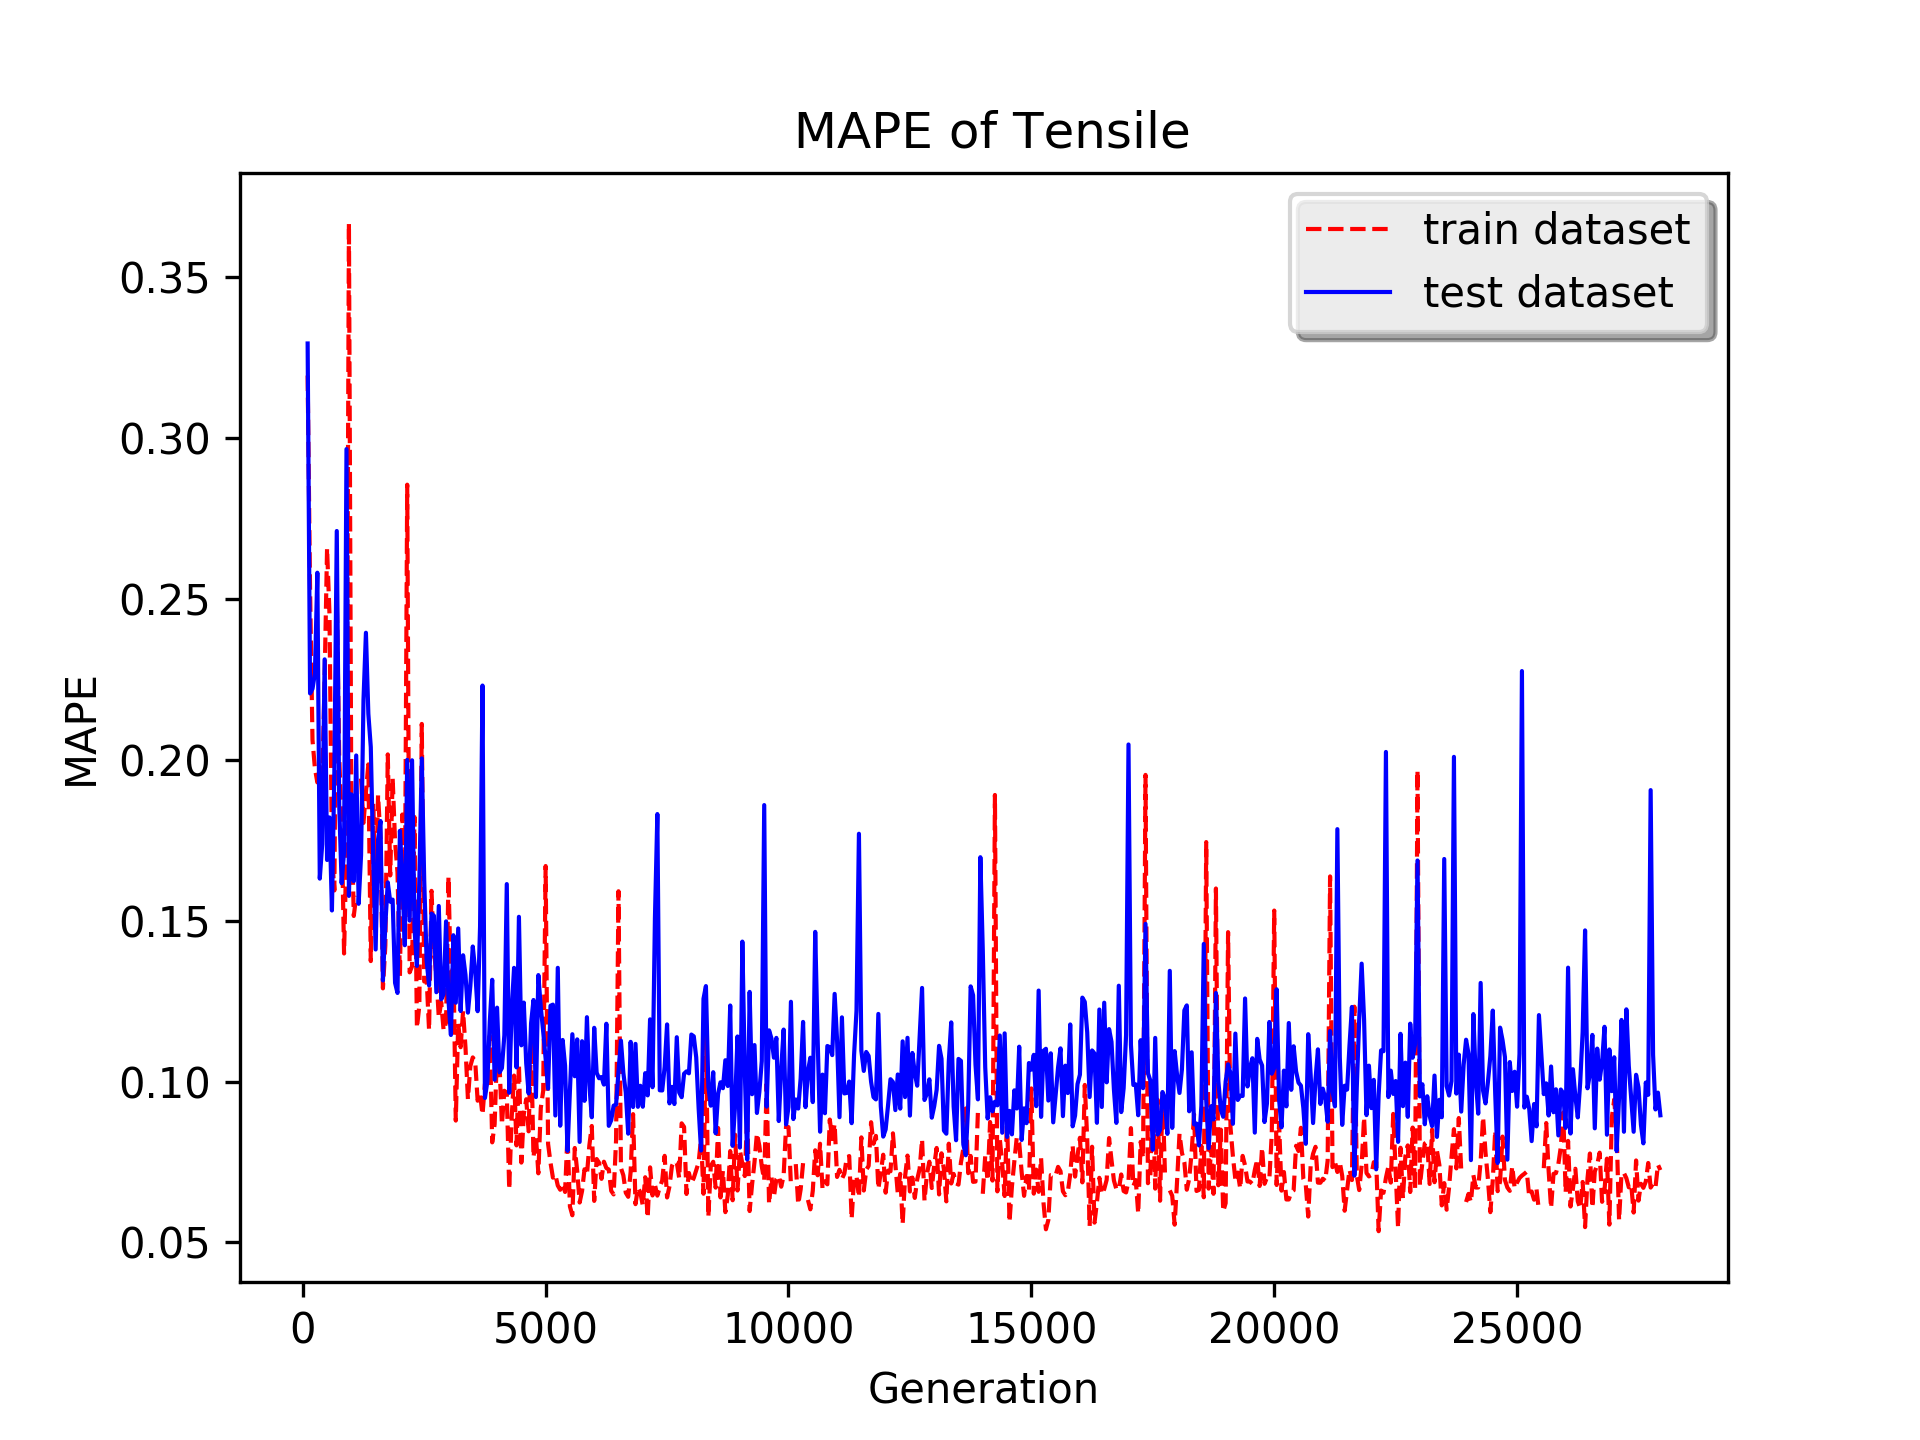 MAPE of Tensile
train dataset
test dataset
MAPE
0.35
0.30
0.25
0.20
0.15
0.10
0.05
0 5000 10000 15000 20000 25000
Generation